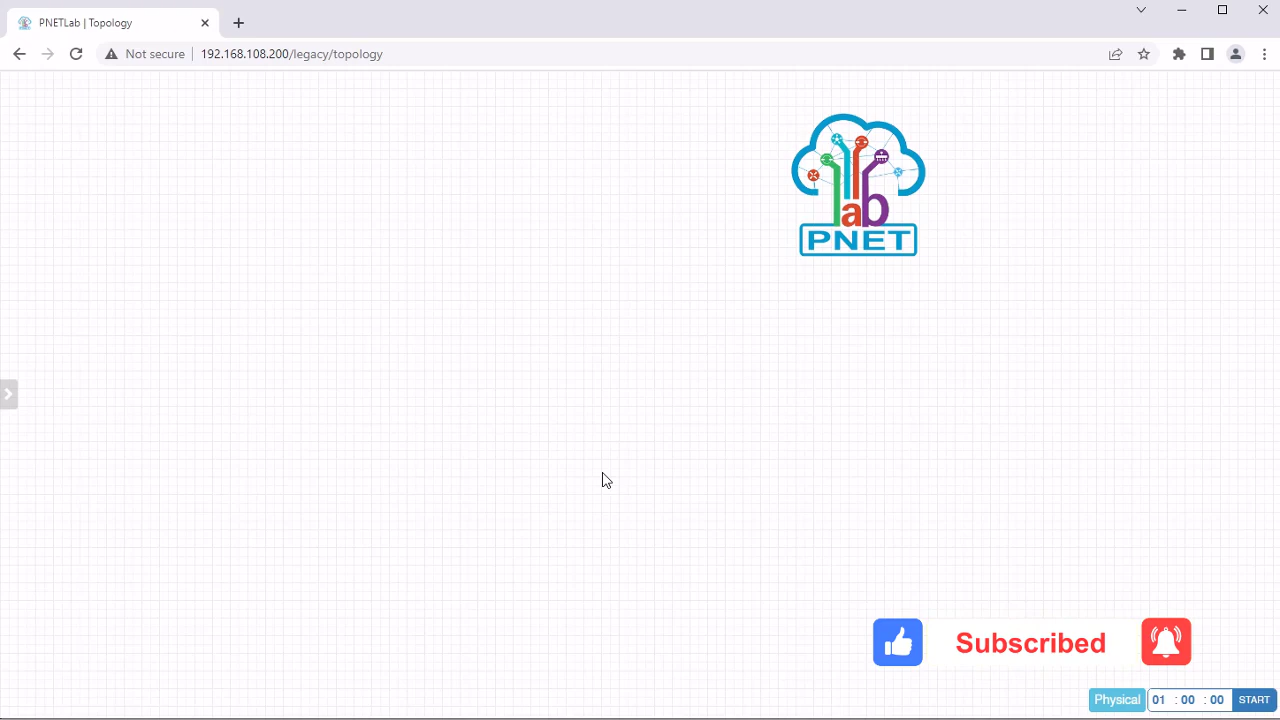 PNETLab | Topology
Not secure
192.168.108.200/legacy/topology
lab
PNET
Subscribed
Physical 01 : 00 : 00 START